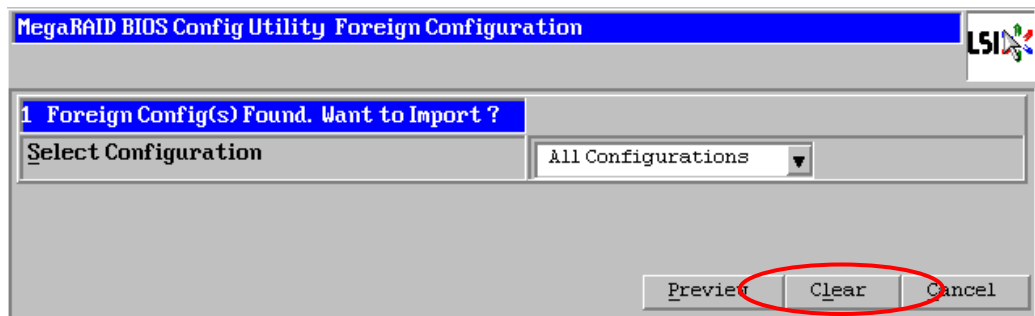 MegaRAID BIOS Config Utility Foreign Configuration
LSI
1 Foreign Config(s) Found. Want to Import ?
Select Configuration All Configurations
Preview Clear Cancel